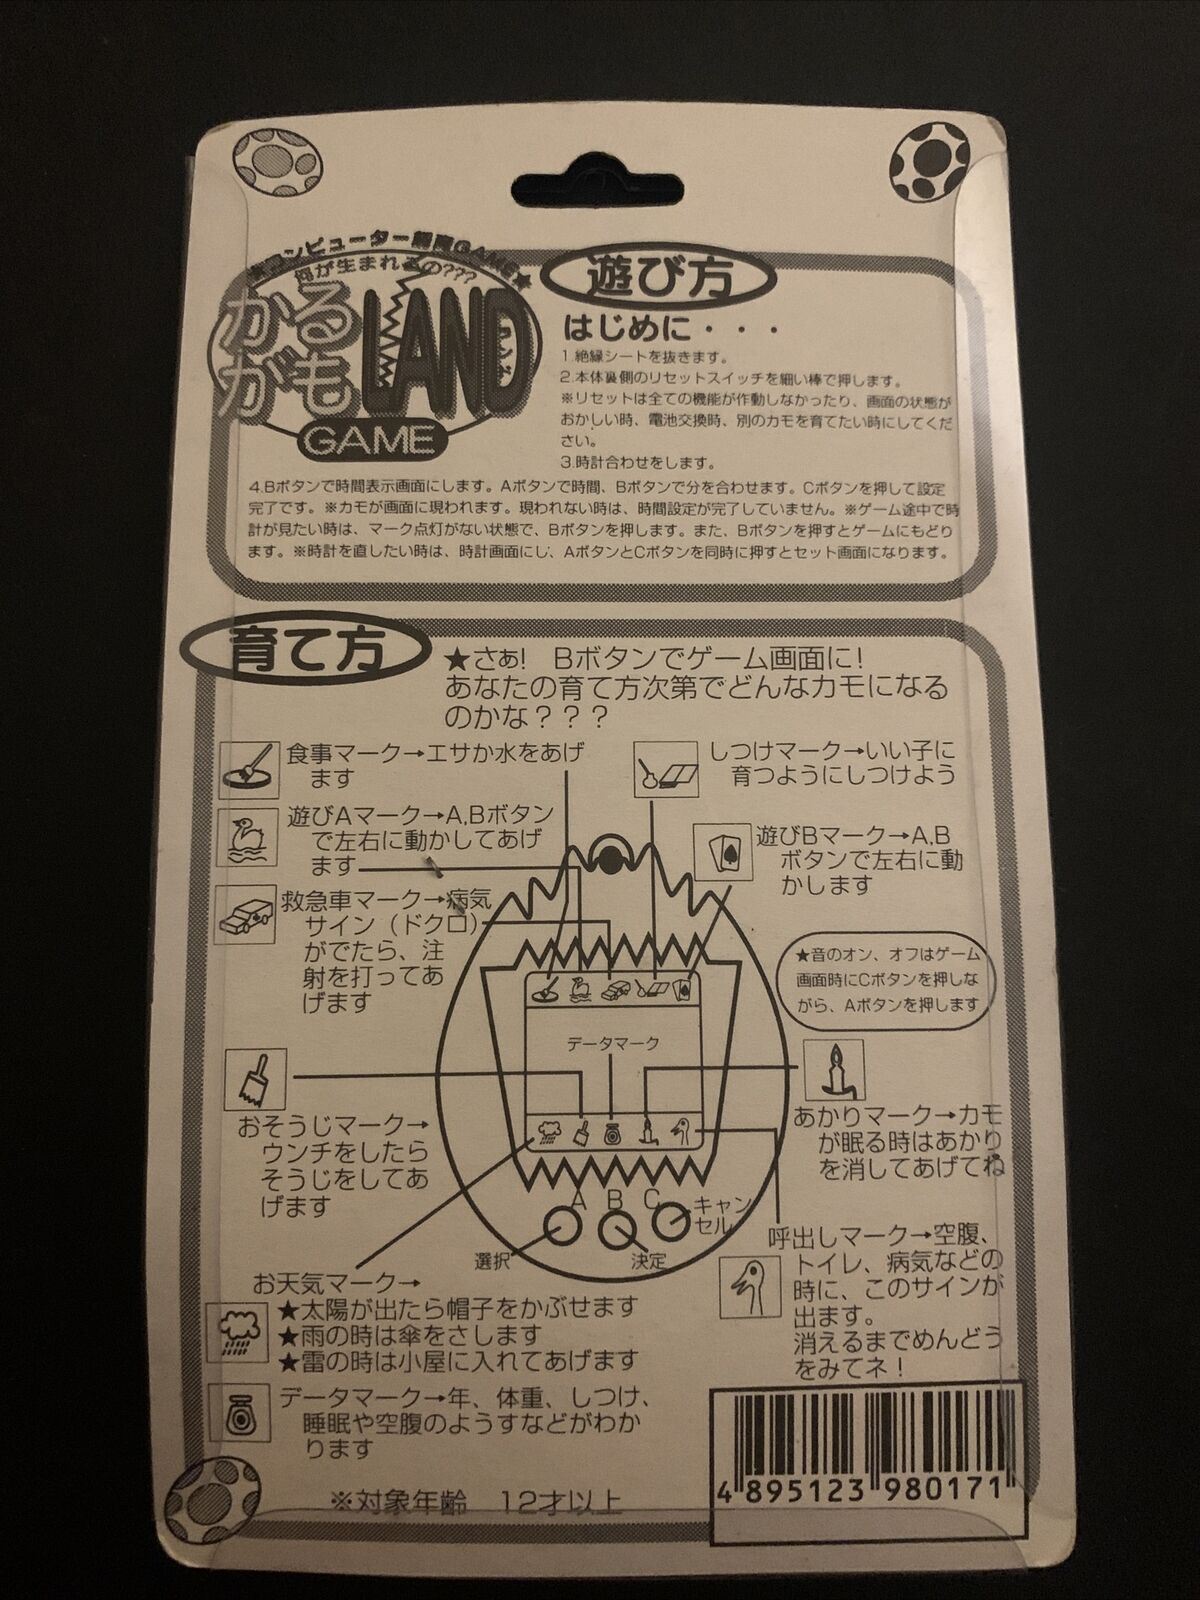 コンピューター飼育GAME★
何が生まれるの???
かる
がも
LAND
ランド
GAME
遊び方
はじめに・・・
1.絶縁シートを抜きます。
2.本体裏側のリセットスイッチを細い棒で押します。
※リセットは全ての機能が作動しなかったり、画面の状態が
おかしい時、電池交換時、別のカモを育てたい時にしてくだ
さい。
3.時計合わせをします。
4.Bボタンで時間表示画面にします。Aボタンで時間、Bボタンで分を合わせます。Cボタンを押して設定
完了です。※カモが画面に現われます。現われない時は、時間設定が完了していません。※ゲーム途中で時
計が見たい時は、マーク点灯がない状態で、Bボタンを押します。また、Bボタンを押すとゲームにもどり
ます。※時計を直したい時は、時計画面にし、AボタンとCボタンを同時に押すとセット画面になります。
育て方
★さぁ! Bボタンでゲーム画面に!
あなたの育て方次第でどんなカモになる
のかな？？？
食事マーク→エサか水をあげ
ます
しつけマーク→いい子に
育つようにしつけよう
遊びAマーク→A,Bボタン
で左右に動かしてあげ
ます
遊びBマーク→A,B
ボタンで左右に動
かします
救急車マーク→病気
サイン（ドクロ）
がでたら、注
射を打ってあ
げます
★音のオン、オフはゲーム
画面時にCボタンを押しな
がら、Aボタンを押します
データマーク
おそうじマーク→
ウンチをしたら
そうじをしてあ
げます
あかりマーク→カモ
が眠る時はあかり
を消してあげてね
A B C
キャン
セル
選択
決定
呼出しマーク→空腹、
トイレ、病気などの
時に、このサインが
出ます。
消えるまでめんどう
をみてネ！
お天気マーク→
★太陽が出たら帽子をかぶせます
★雨の時は傘をさします
★雷の時は小屋に入れてあげます
データマーク→年、体重、しつけ、
睡眠や空腹のようすなどがわか
ります
※対象年齢 12才以上
4 895123 980171